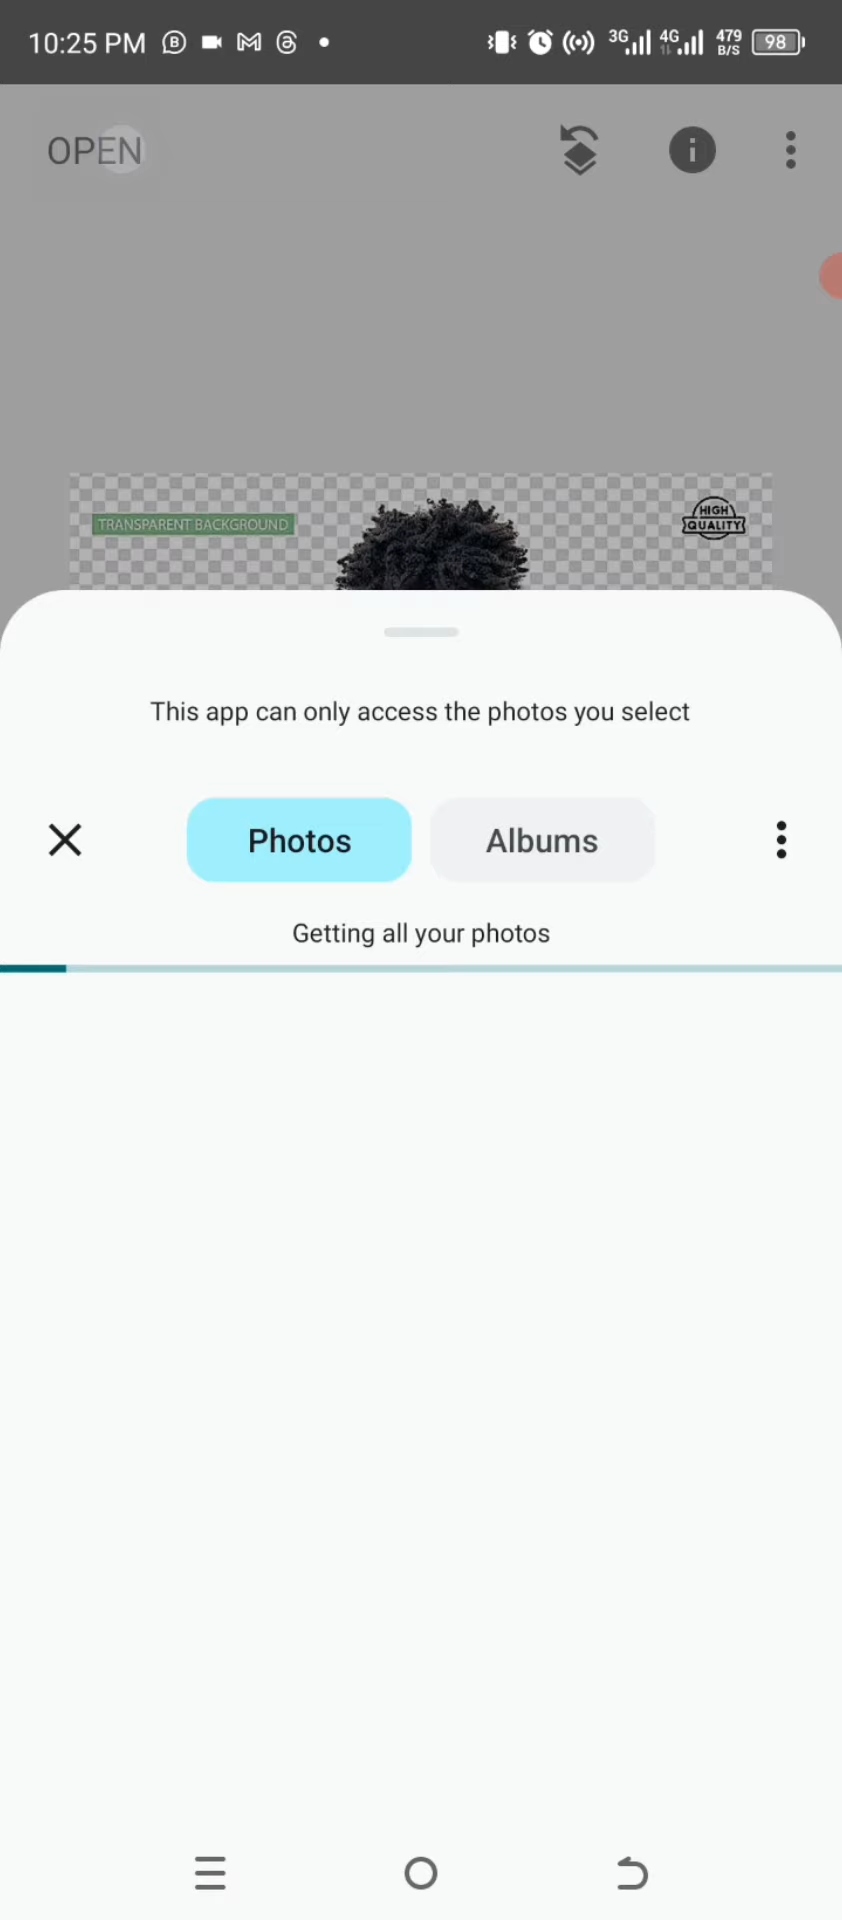 10:25 PM
3G 4G 479 B/S 98
OPEN
TRANSPARENT BACKGROUND
HIGH
QUALITY
This app can only access the photos you select
Photos Albums
Getting all your photos